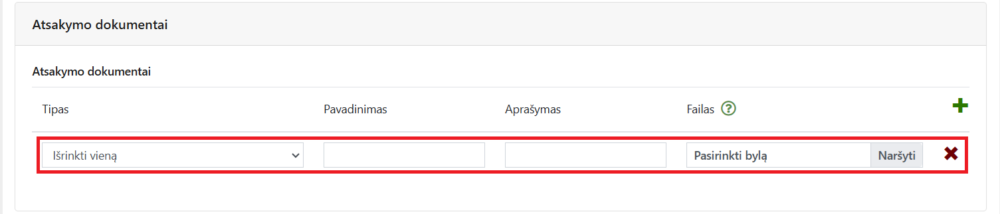 Atsakymo dokumentai
Atsakymo dokumentai
Tipas Pavadinimas Aprašymas Failas ?
Išrinkti vieną Pasirinkti bylą Naršyti